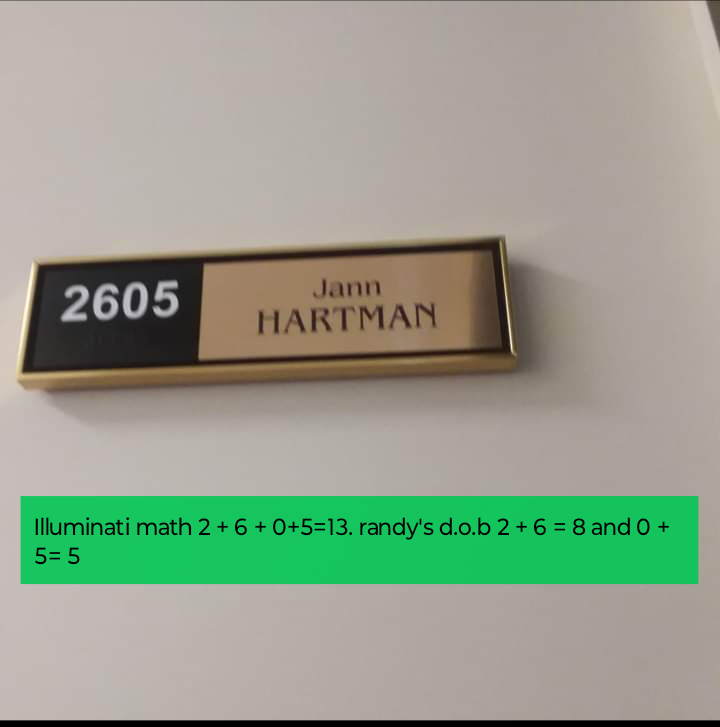 2605
Jann
HARTMAN
Illuminati math 2 + 6 + 0+5=13. randy's d.o.b 2 + 6 = 8 and 0 +
5= 5